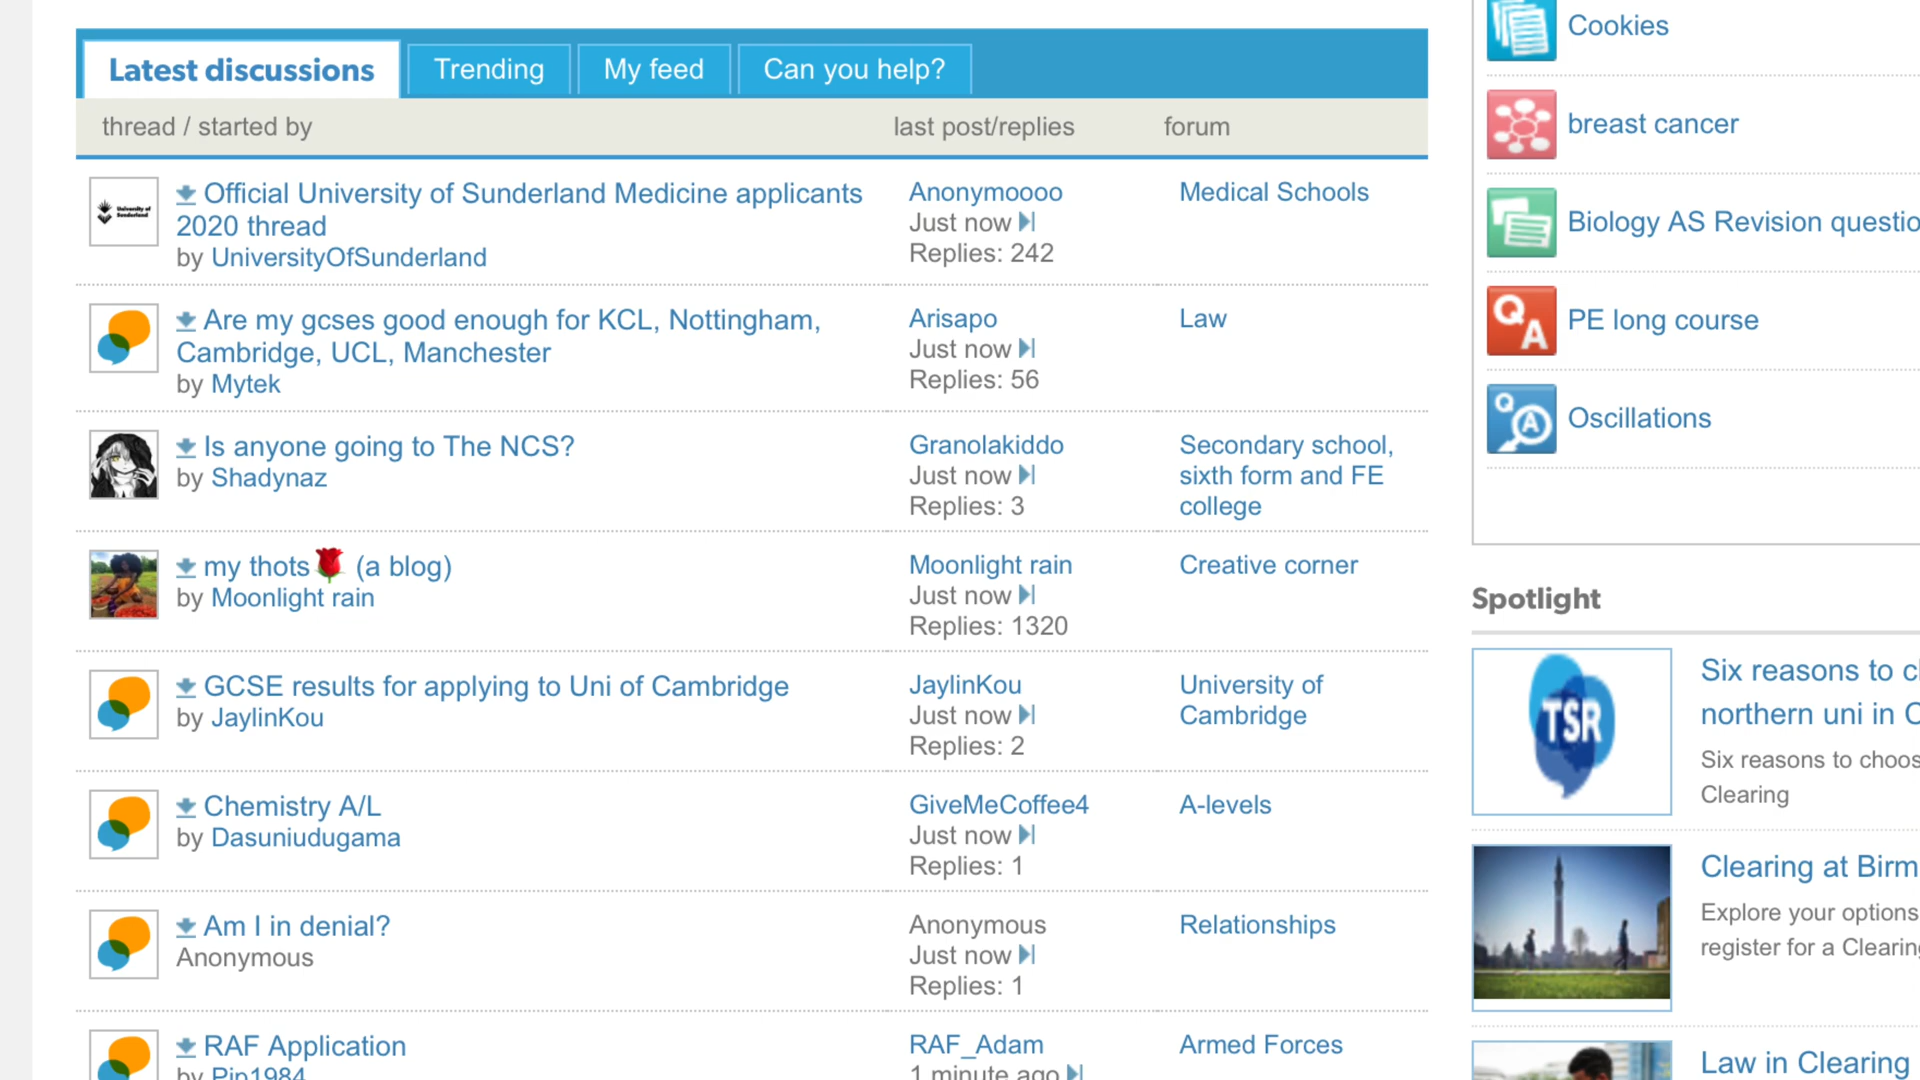 Latest discussions
Trending
My feed
Can you help?
thread / started by
last post/replies
forum
University of
Sunderland
Official University of Sunderland Medicine applicants
2020 thread
by UniversityOfSunderland
Anonymoooo
Just now
Replies: 242
Medical Schools
Are my gcses good enough for KCL, Nottingham,
Cambridge, UCL, Manchester
by Mytek
Arisapo
Just now
Replies: 56
Law
Is anyone going to The NCS?
by Shadynaz
Granolakiddo
Just now
Replies: 3
Secondary school,
sixth form and FE
college
my thots🌹 (a blog)
by Moonlight rain
Moonlight rain
Just now
Replies: 1320
Creative corner
GCSE results for applying to Uni of Cambridge
by JaylinKou
JaylinKou
Just now
Replies: 2
University of
Cambridge
Chemistry A/L
by Dasuniudugama
GiveMeCoffee4
Just now
Replies: 1
A-levels
Am I in denial?
Anonymous
Anonymous
Just now
Replies: 1
Relationships
RAF Application
by Pip1984
RAF_Adam
1 minute ago
Armed Forces
Cookies
breast cancer
Biology AS Revision questio
Q A
PE long course
Q A
Oscillations
Spotlight
TSR
Six reasons to c
northern uni in C
Six reasons to choos
Clearing
Clearing at Birm
Explore your options
register for a Clearin
Law in Clearing